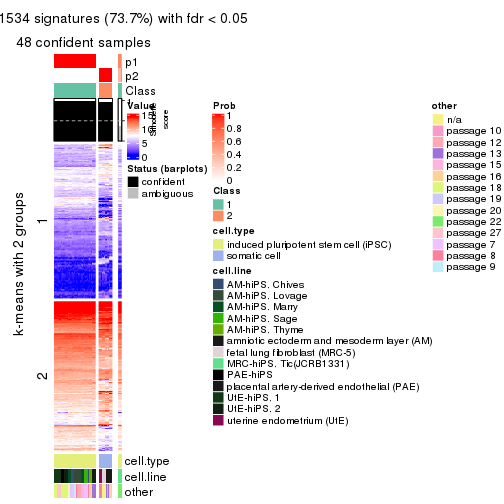 1534 signatures (73.7%) with fdr < 0.05
48 confident samples
p1
p2
Class
1
2
k-means with 2 groups
cell.type
cell.line
other
Value
15
10
5
0
Silhouette
score
1
Status (barplots)
confident
ambiguous
Prob
1
0.8
0.6
0.4
0.2
0
Class
1
2
cell.type
induced pluripotent stem cell (iPSC)
somatic cell
cell.line
AM-hiPS. Chives
AM-hiPS. Lovage
AM-hiPS. Marry
AM-hiPS. Sage
AM-hiPS. Thyme
amniotic ectoderm and mesoderm layer (AM)
fetal lung fibroblast (MRC-5)
MRC-hiPS. Tic(JCRB1331)
PAE-hiPS
placental artery-derived endothelial (PAE)
UtE-hiPS. 1
UtE-hiPS. 2
uterine endometrium (UtE)
other
n/a
passage 10
passage 12
passage 13
passage 15
passage 16
passage 18
passage 19
passage 20
passage 22
passage 27
passage 7
passage 8
passage 9